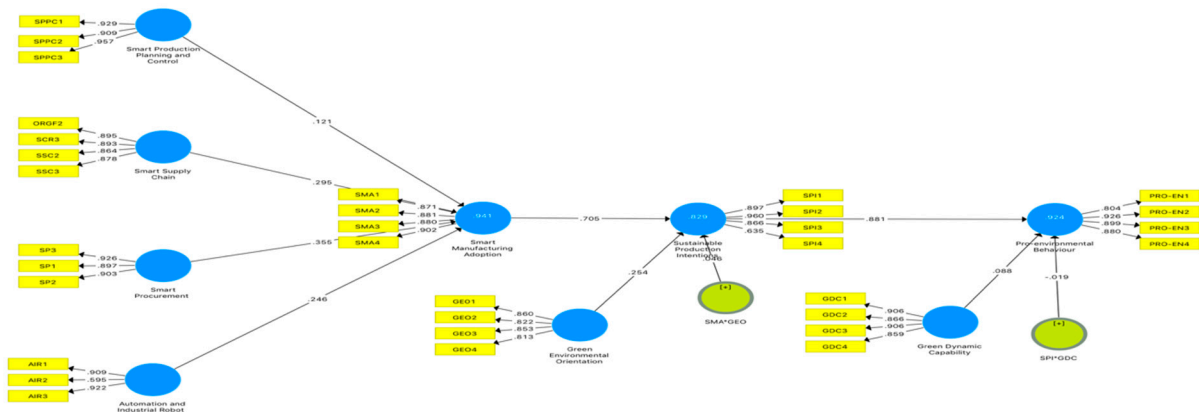 SPPC1
.929
SPPC2
.909
SPPC3
.957
Smart Production
Planning and
Control
.121
ORGF2
.895
SCR3
.893
SSC2
.864
SSC3
.878
Smart Supply
Chain
.295
SP3
.926
SP1
.897
SP2
.903
Smart
Procurement
.355
AIR1
.909
AIR2
.595
AIR3
.922
Automation and
Industrial Robot
.246
SMA1
.871
SMA2
.881
SMA3
.880
SMA4
.902
.941
Smart
Manufacturing
Adoption
.705
GEO1
.860
GEO2
.822
GEO3
.853
GEO4
.813
Green
Environmental
Orientation
.254
.829
Sustainable
Production
Intentions
.046
[+]
SMA*GEO
SPI1
.897
SPI2
.960
SPI3
.866
SPI4
.635
.881
GDC1
.906
GDC2
.866
GDC3
.906
GDC4
.859
Green Dynamic
Capability
.088
.924
Pro-environmental
Behaviour
-.019
[+]
SPI*GDC
PRO-EN1
.804
PRO-EN2
.926
PRO-EN3
.899
PRO-EN4
.880